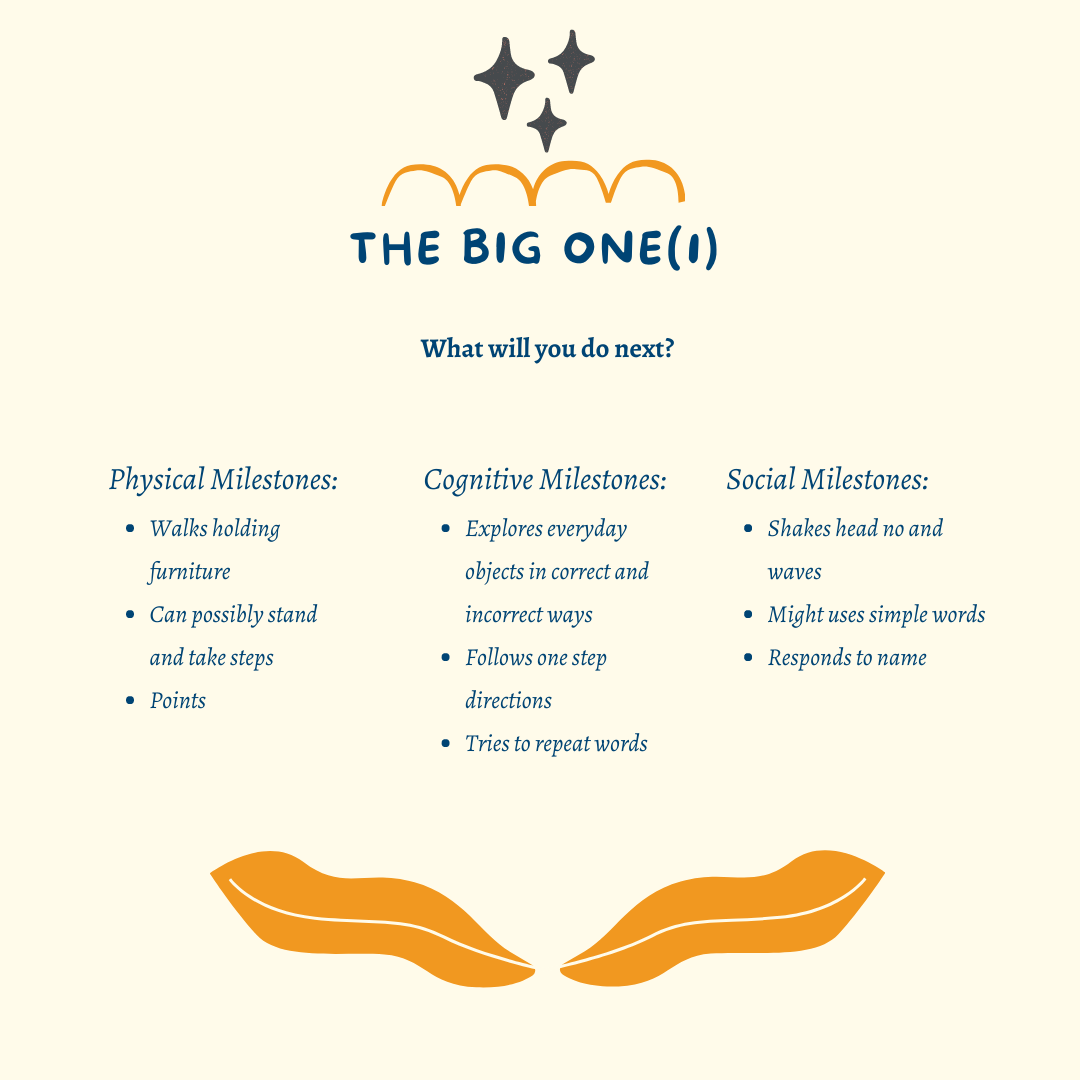 THE BIG ONE(1)
What will you do next?
Physical Milestones:
• Walks holding
furniture
• Can possibly stand
and take steps
• Points
Cognitive Milestones:
• Explores everyday
objects in correct and
incorrect ways
• Follows one step
directions
• Tries to repeat words
Social Milestones:
• Shakes head no and
waves
• Might uses simple words
• Responds to name